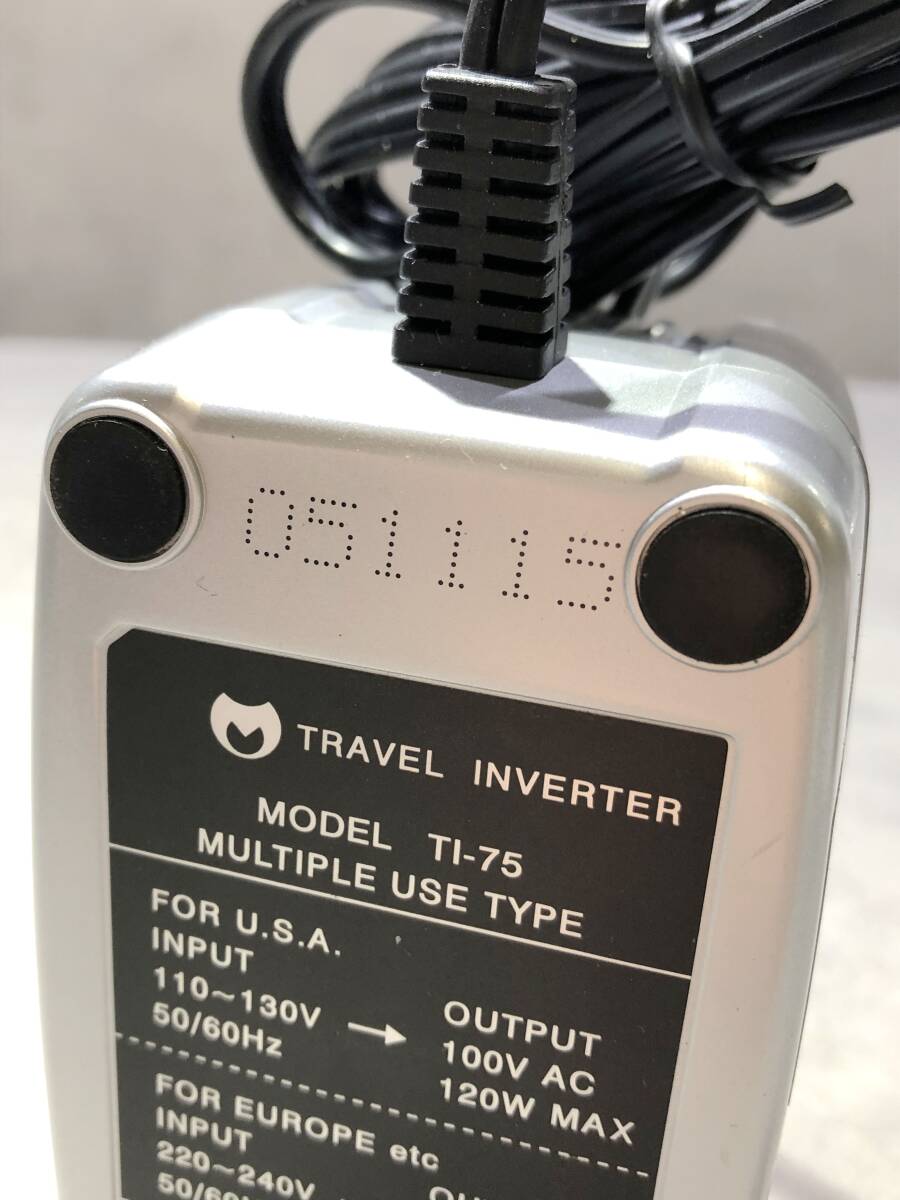 051115
TRAVEL INVERTER
MODEL TI-75
MULTIPLE USE TYPE
FOR U.S.A.
INPUT
110~130V
50/60Hz
→
OUTPUT
100V AC
120W MAX
FOR EUROPE etc
INPUT
220~240V